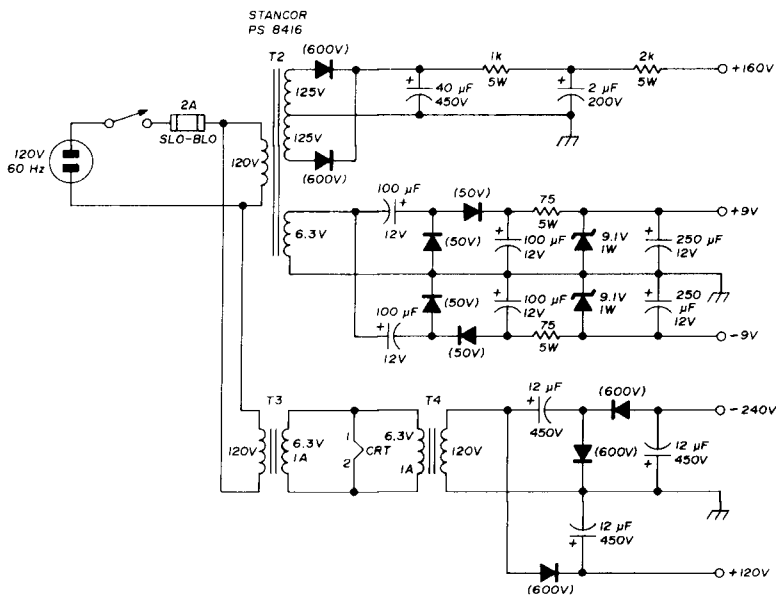 STANCOR
PS 8416
T2
(600V)
125V
125V
(600V)
120V
6.3V
1k
5W
2k
5W
+160V
+
40 µF
450V
+
2 µF
200V
2A
SLO-BLO
120V
60 Hz
100 µF
+
12V
(50V)
75
5W
+9V
(50V)
+
100 µF
12V
9.1V
1W
+
250 µF
12V
(50V)
+
100 µF
12V
9.1V
1W
+
250
µF
12V
100 µF
+
12V
(50V)
75
5W
-9V
T3
120V
6.3V
1A
1
2
CRT
T4
6.3V
1A
120V
12 µF
+
450V
(600V)
-240V
(600V)
12 µF
450V
+
12 µF
450V
+
(600V)
+120V